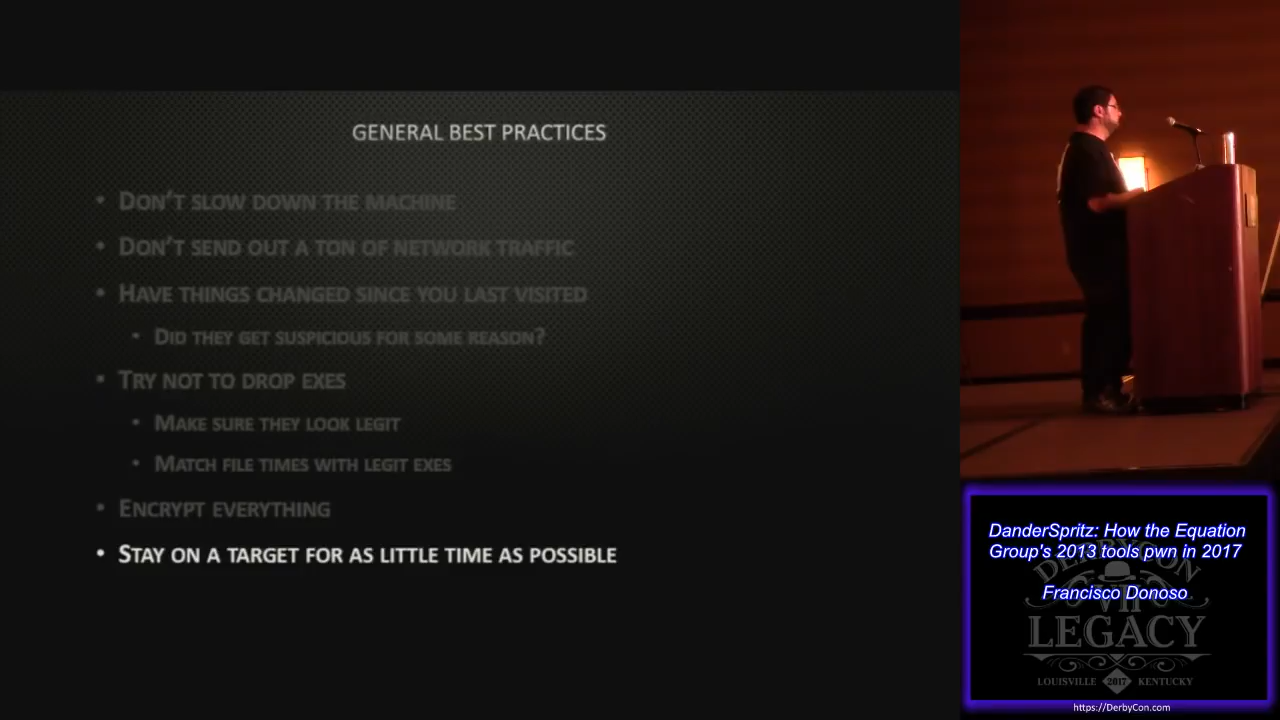 GENERAL BEST PRACTICES
• DON'T SLOW DOWN THE MACHINE
• DON'T SEND OUT A TON OF NETWORK TRAFFIC
• HAVE THINGS CHANGED SINCE YOU LAST VISITED
• DID THEY GET SUSPICIOUS FOR SOME REASON?
• TRY NOT TO DROP EXES
• MAKE SURE THEY LOOK LEGIT
• MATCH FILE TIMES WITH LEGIT EXES
• ENCRYPT EVERYTHING
• STAY ON A TARGET FOR AS LITTLE TIME AS POSSIBLE
DanderSpritz: How the Equation
Group's 2013 tools pwn in 2017
Francisco Donoso
DERBYCON
VII
LEGACY
LOUISVILLE 2017 KENTUCKY
https://DerbyCon.com